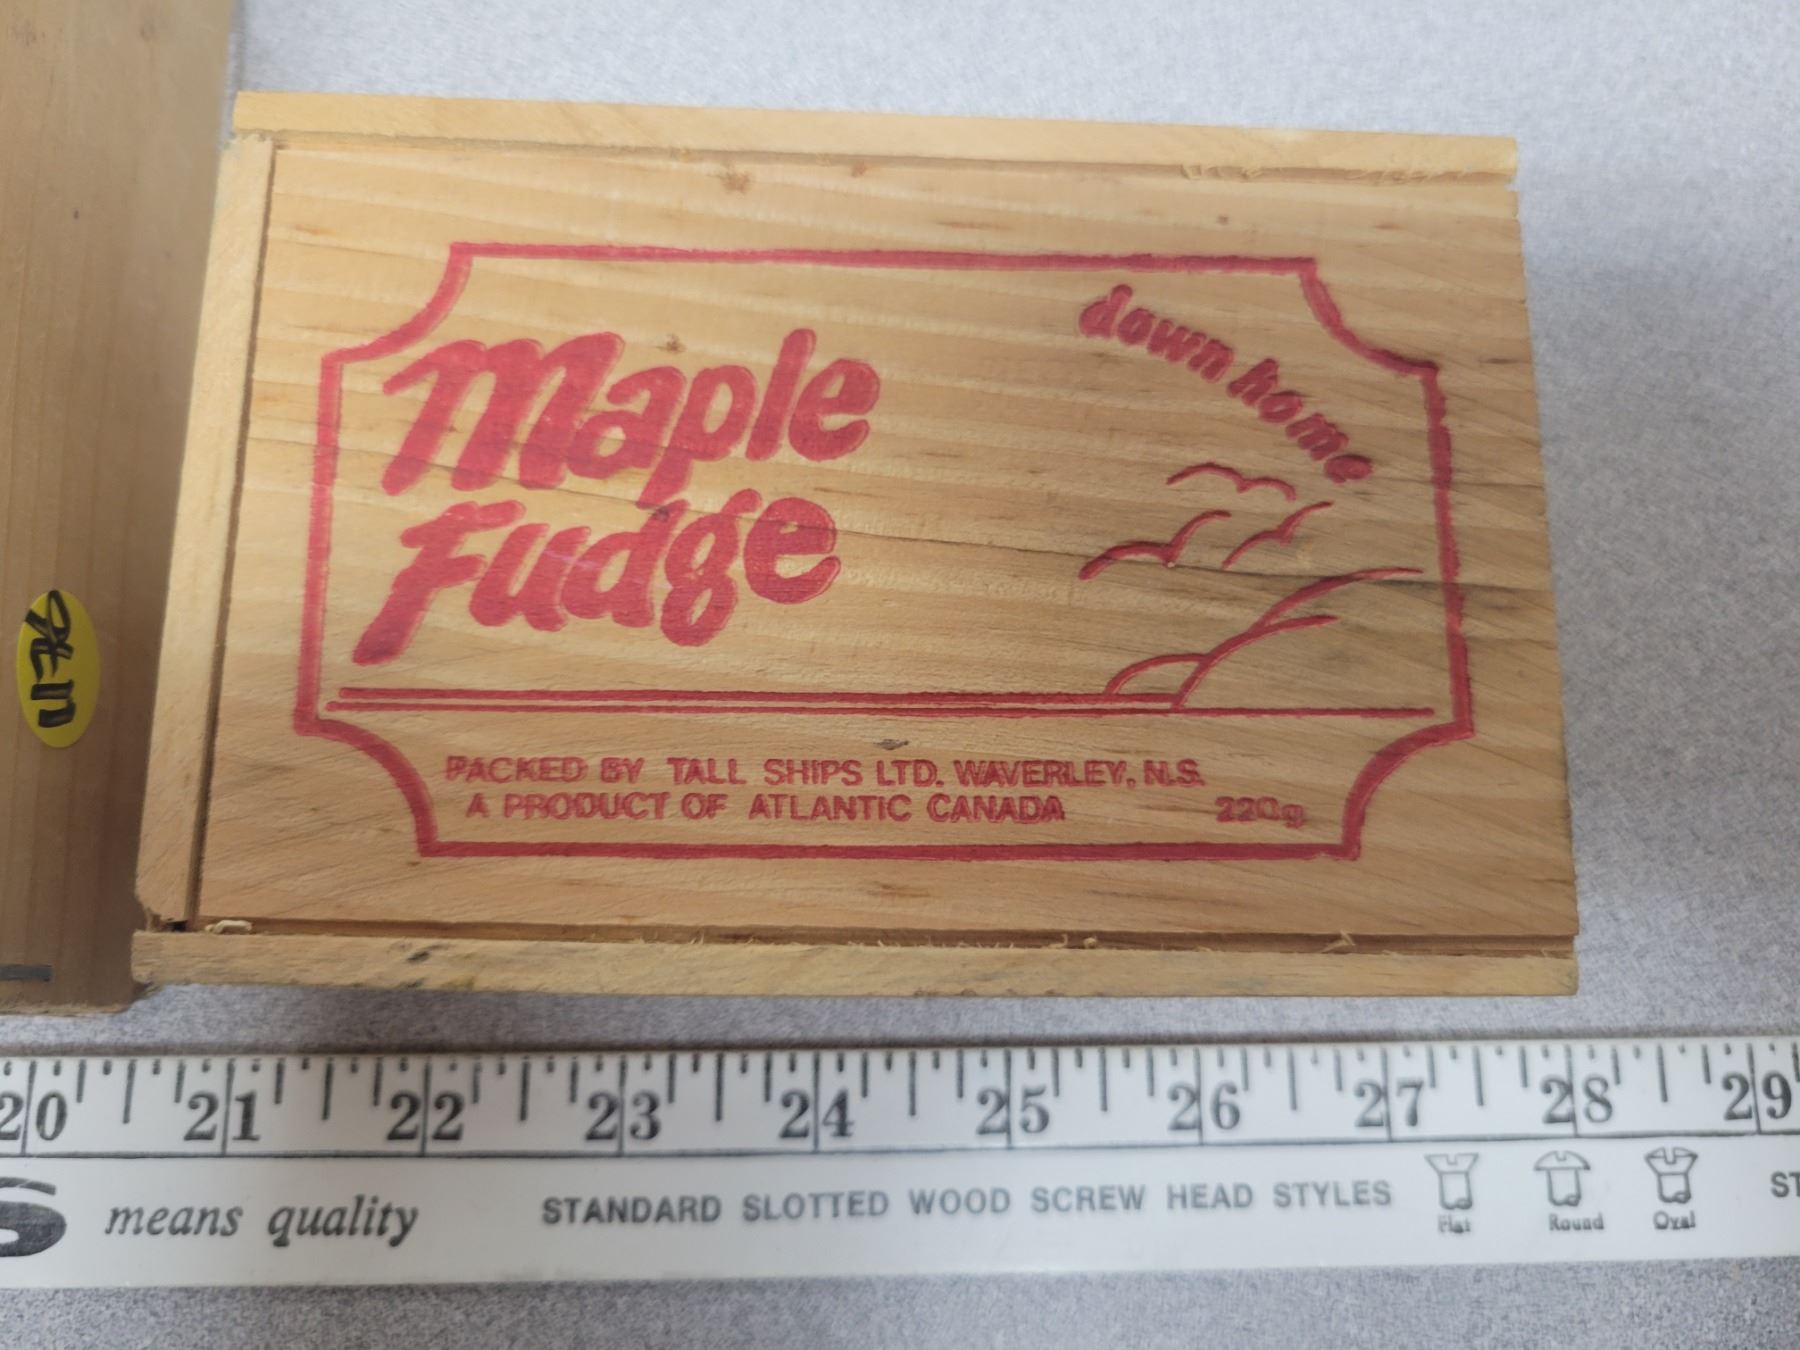 down home
Maple
Fudge
PACKED BY TALL SHIPS LTD. WAVERLEY, N.S.
A PRODUCT OF ATLANTIC CANADA 220g
20 21 22 23 24 25 26 27 28 29
means quality STANDARD SLOTTED WOOD SCREW HEAD STYLES
Flat Round Oval